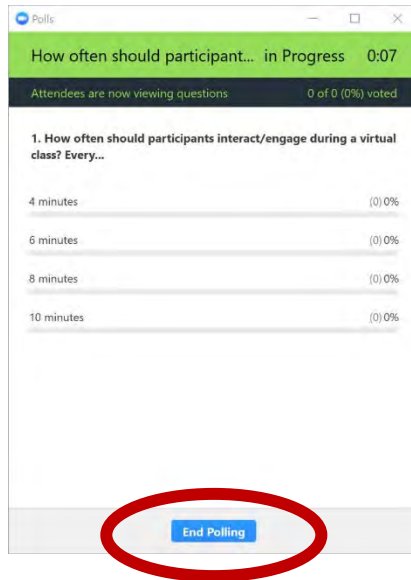 Polls
How often should participant... in Progress 0:07
Attendees are now viewing questions 0 of 0 (0%) voted
1. How often should participants interact/engage during a virtual
class? Every...
4 minutes (0) 0%
6 minutes (0) 0%
8 minutes (0) 0%
10 minutes (0) 0%
End Polling